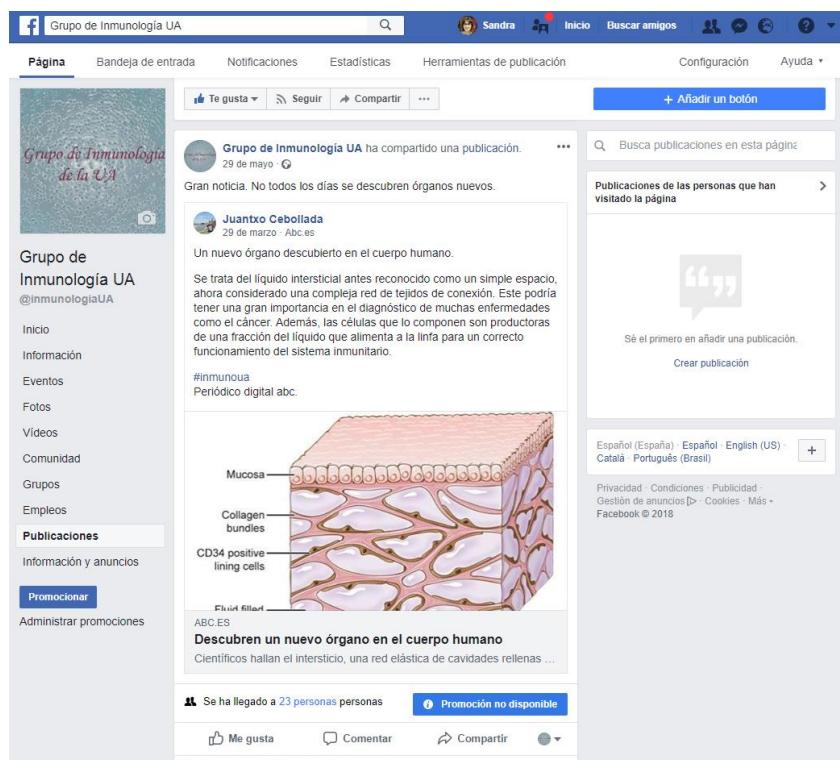 Grupo de Inmunología UA
Sandra
Inicio
Buscar amigos
Página
Bandeja de entrada
Notificaciones
Estadísticas
Herramientas de publicación
Configuración
Ayuda
Grupo de Inmunología
de la UA
Grupo de
Inmunología UA
@inmunologiaUA
Inicio
Información
Eventos
Fotos
Vídeos
Comunidad
Grupos
Empleos
Publicaciones
Información y anuncios
Promocionar
Administrar promociones
Te gusta
Seguir
Compartir
+ Añadir un botón
Grupo de Inmunología UA ha compartido una publicación.
29 de mayo ·
Gran noticia. No todos los días se descubren órganos nuevos.
Juantxo Cebollada
29 de marzo · Abc.es
Un nuevo órgano descubierto en el cuerpo humano.
Se trata del líquido intersticial antes reconocido como un simple espacio,
ahora considerado una compleja red de tejidos de conexión. Este podría
tener una gran importancia en el diagnóstico de muchas enfermedades
como el cáncer. Además, las células que lo componen son productoras
de una fracción del líquido que alimenta a la linfa para un correcto
funcionamiento del sistema inmunitario.
#inmunoua
Periódico digital abc.
Mucosa
Collagen
bundles
CD34 positive
lining cells
Fluid filled
ABC.ES
Descubren un nuevo órgano en el cuerpo humano
Científicos hallan el intersticio, una red elástica de cavidades rellenas ...
Se ha llegado a 23 personas personas
Promoción no disponible
Me gusta
Comentar
Compartir
Busca publicaciones en esta página
Publicaciones de las personas que han
visitado la página
Sé el primero en añadir una publicación.
Crear publicación
Español (España) · Español · English (US) ·
Català · Português (Brasil)
+
Privacidad · Condiciones · Publicidad ·
Gestión de anuncios · Cookies · Más
Facebook © 2018